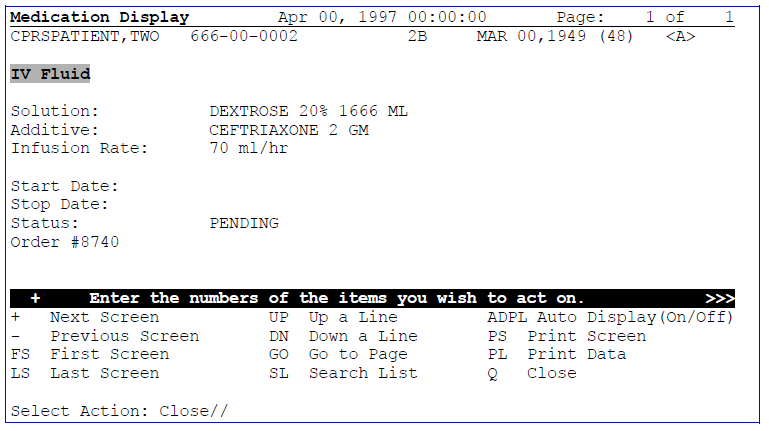 Medication Display         Apr 00, 1997 00:00:00       Page:    1 of    1
CPRSPATIENT,TWO   666-00-0002           2B     MAR 00,1949 (48)   <A>
IV Fluid
Solution:           DEXTROSE 20% 1666 ML
Additive:           CEFTRIAXONE 2 GM
Infusion Rate:      70 ml/hr
Start Date:
Stop Date:
Status:             PENDING
Order #8740
+     Enter the numbers of the items you wish to act on.            >>>
+   Next Screen           UP  Up a Line         ADPL Auto Display(On/Off)
-   Previous Screen       DN  Down a Line       PS  Print Screen
FS  First Screen          GO  Go to Page        PL  Print Data
LS  Last Screen           SL  Search List       Q   Close
Select Action: Close//